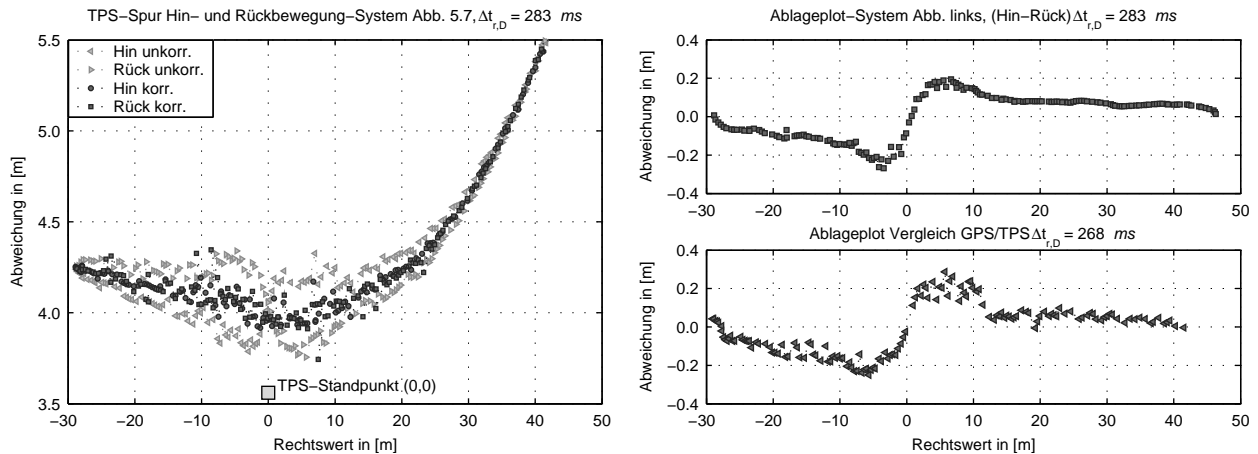 TPS−Spur Hin− und Rückbewegung−System Abb. 5.7, Δt r,D = 283 ms
5.5
5.0
4.5
4.0
3.5
Abweichung in [m]
Hin unkorr.
Rück unkorr.
Hin korr.
Rück korr.
TPS−Standpunkt (0,0)
−30 −20 −10 0 10 20 30 40 50
Rechtswert in [m]
Ablageplot−System Abb. links, (Hin−Rück) Δt r,D = 283 ms
0.4
0.2
0.0
−0.2
−0.4
Abweichung in [m]
−30 −20 −10 0 10 20 30 40 50
Ablageplot Vergleich GPS/TPS Δt r,D = 268 ms
0.4
0.2
0.0
−0.2
−0.4
Abweichung in [m]
−30 −20 −10 0 10 20 30 40 50
Rechtswert in [m]